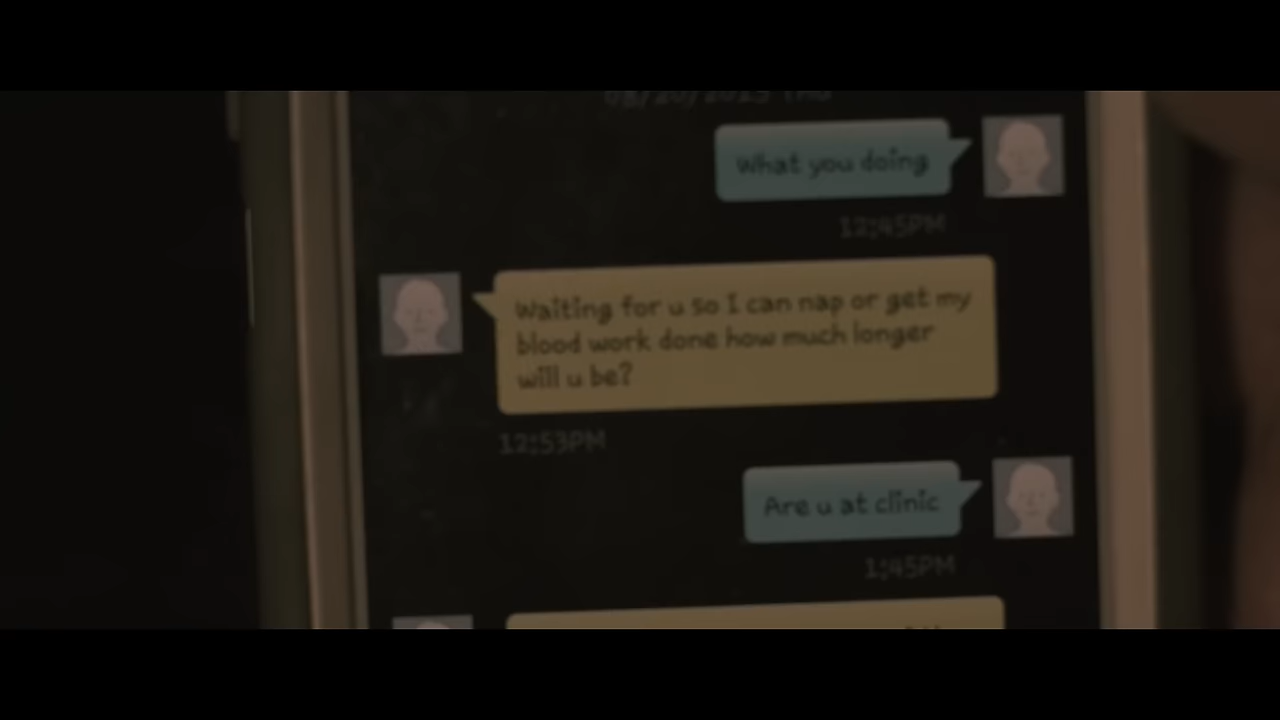 What you doing
12:45PM
Waiting for u so I can nap or get my
blood work done how much longer
will u be?
12:53PM
Are u at clinic
1:45PM